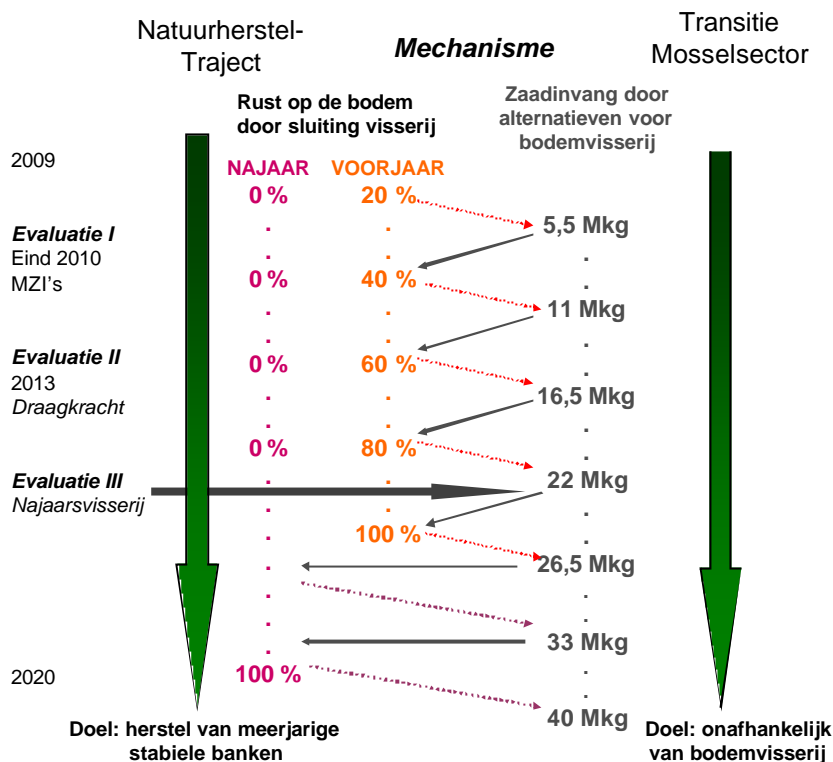 Natuurherstel-
Traject
Mechanisme
Transitie
Mosselsector
Rust op de bodem
door sluiting visserij
Zaadinvang door
alternatieven voor
bodemvisserij
2009
NAJAAR VOORJAAR
0 % 20 %
5,5 Mkg
Evaluatie I
Eind 2010
MZI's
0 % 40 %
11 Mkg
Evaluatie II
2013
Draagkracht
0 % 60 %
16,5 Mkg
0 % 80 %
Evaluatie III
Najaarsvisserij
22 Mkg
100 %
26,5 Mkg
33 Mkg
2020
100 %
40 Mkg
Doel: herstel van meerjarige
stabiele banken
Doel: onafhankelijk
van bodemvisserij